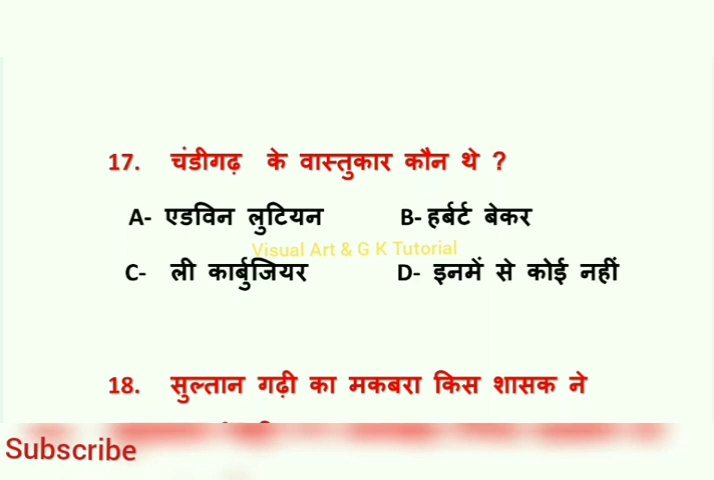 17. चंडीगढ़ के वास्तुकार कौन थे ?
A- एडविन लुटियन B- हर्बर्ट बेकर
Visual Art & G K Tutorial
C- ली कार्बुजियर D- इनमें से कोई नहीं
18. सुल्तान गढ़ी का मकबरा किस शासक ने
Subscribe